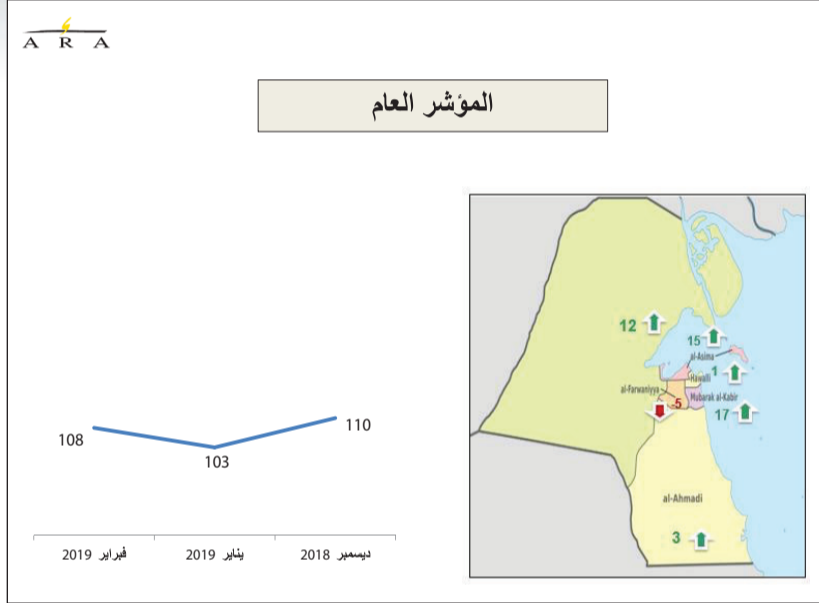 A R A
المؤشر العام
108
103
110
فبراير 2019
يناير 2019
ديسمبر 2018
12
15
al-Asima
1
Hawalli
al-Farwaniyya
-5
Mubarak al-Kabir
17
al-Ahmadi
3